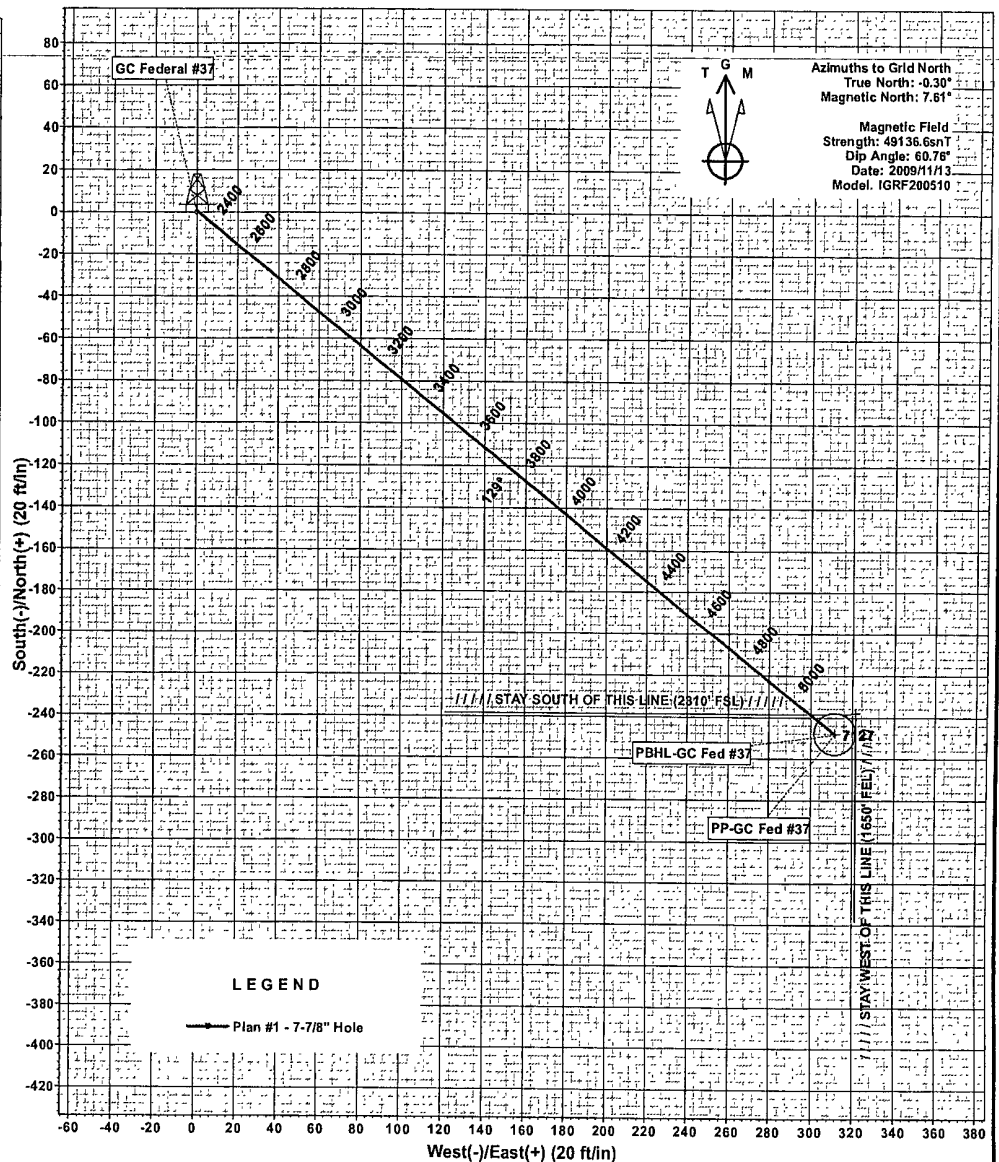 GC Federal #37
T G M
Azimuths to Grid North
True North: -0.30°
Magnetic North: 7.61°
Magnetic Field
Strength: 49136.6snT
Dip Angle: 60.76°
Date: 2009/11/13
Model: IGRF200510
80
60
40
20
0
-20
-40
-60
-80
-100
-120
-140
-160
-180
-200
-220
-240
-260
-280
-300
-320
-340
-360
-380
-400
-420
South(-)/North(+) (20 ft/in)
2400
2600
2800
3000
3200
3400
3600
3800
129°
4000
4200
4400
4600
4800
5000
/ / / / / STAY SOUTH OF THIS LINE (2310' FSL) / / / / /
7127
PBHL-GC Fed #37
PP-GC Fed #37
/ / / / / STAY WEST OF THIS LINE (1650' FEL) / / / / /
LEGEND
Plan #1 - 7-7/8" Hole
-60 -40 -20 0 20 40 60 80 100 120 140 160 180 200 220 240 260 280 300 320 340 360 380
West(-)/East(+) (20 ft/in)